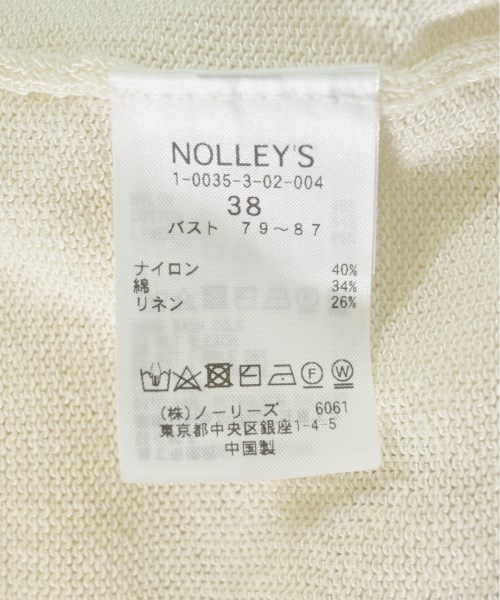 NOLLEY'S
1-0035-3-02-004
38
バスト 79～87
ナイロン 40%
綿 34%
リネン 26%
F W
(株)ノーリーズ 6061
東京都中央区銀座1-4-5
中国製